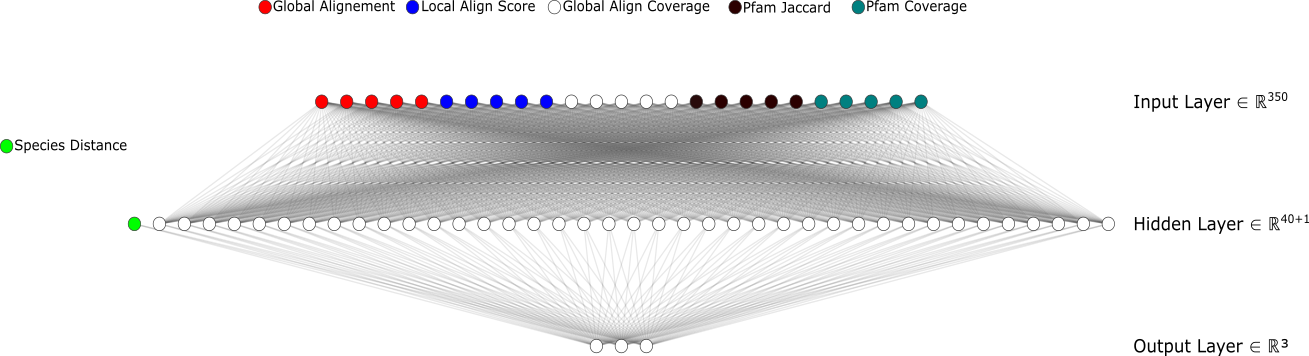 Global Alignement Local Align Score Global Align Coverage Pfam Jaccard Pfam Coverage
Input Layer ∈ ℝ³⁵⁰
Species Distance
Hidden Layer ∈ ℝ⁴⁰⁺¹
Output Layer ∈ ℝ³